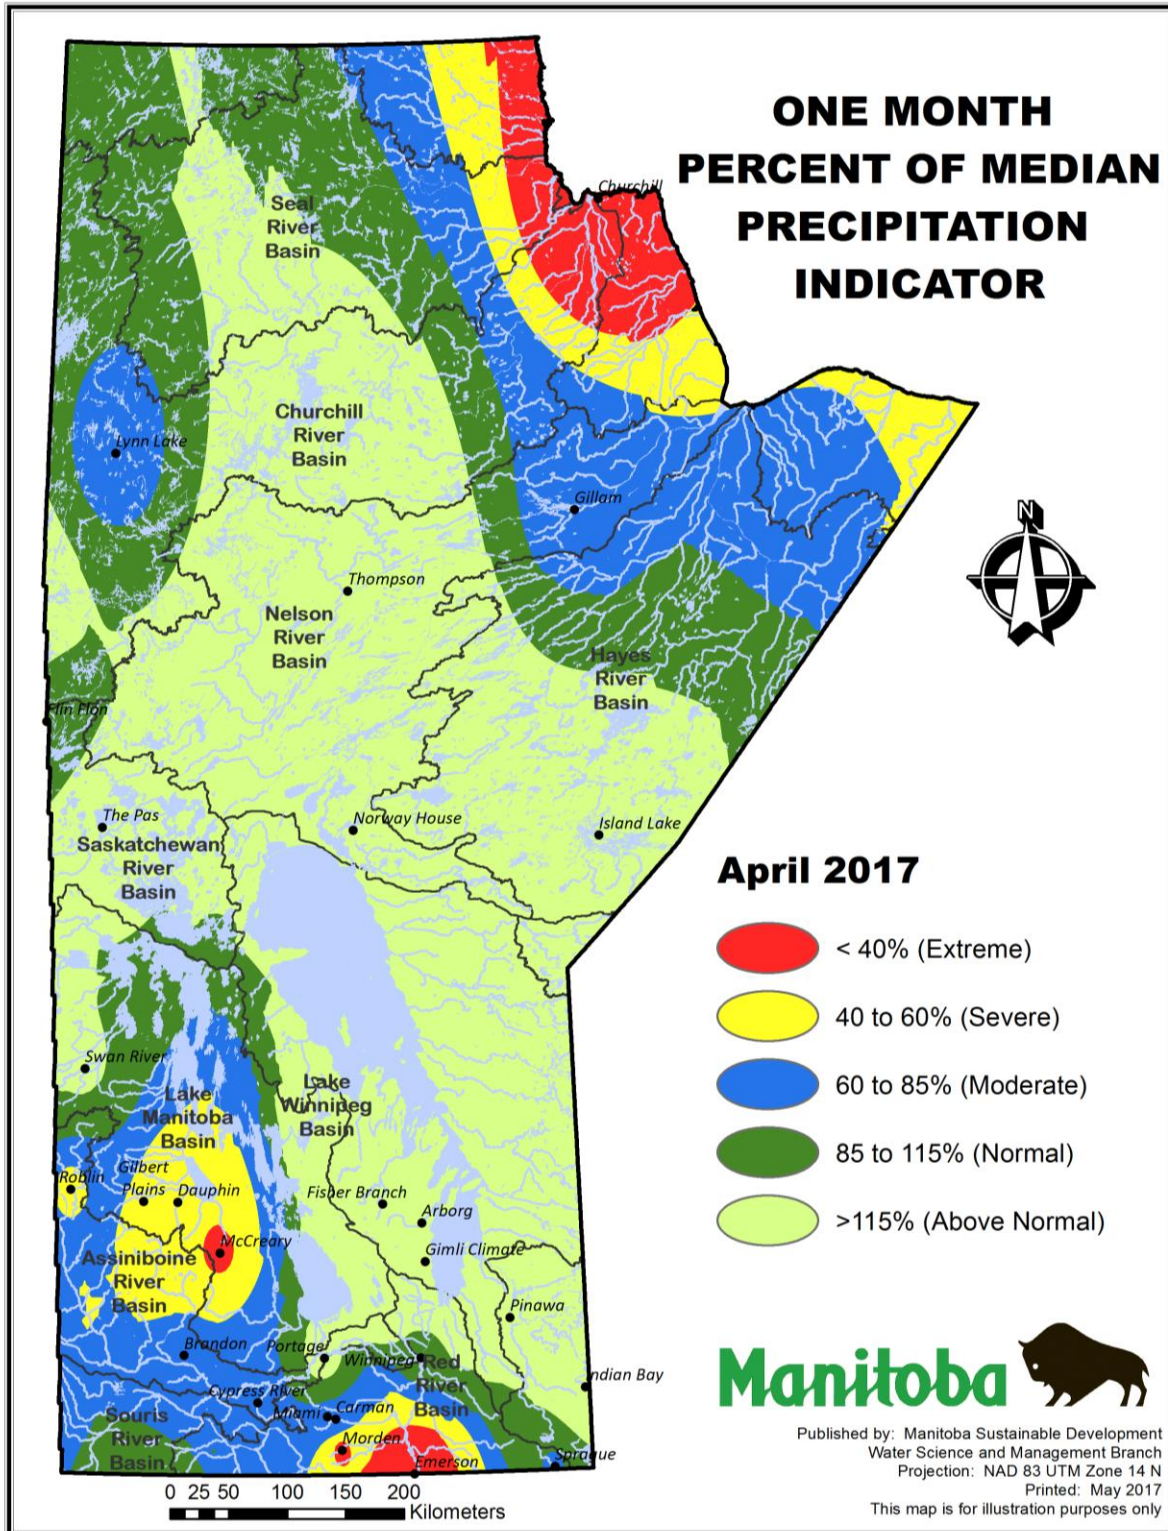 ONE MONTH
PERCENT OF MEDIAN
PRECIPITATION
INDICATOR
Churchill
Seal
River
Basin
Churchill
River
Basin
Lynn Lake
Gillam
N
Thompson
Nelson
River
Basin
Hayes
River
Basin
Flin Flon
The Pas
Norway House
Island Lake
Saskatchewan
River
Basin
April 2017
< 40% (Extreme)
40 to 60% (Severe)
60 to 85% (Moderate)
85 to 115% (Normal)
>115% (Above Normal)
Swan River
Lake
Manitoba
Basin
Lake
Winnipeg
Basin
Roblin
Gilbert
Plains
Dauphin
Fisher Branch
Arborg
McCreary
Gimli Climate
Assiniboine
River
Basin
Pinawa
Brandon
Portage
Winnipeg
Red
River
Basin
Indian Bay
Cypress River
Miami
Carman
Souris
River
Basin
Morden
Emerson
Sprague
0 25 50 100 150 200
Kilometers
Manitoba
Published by: Manitoba Sustainable Development
Water Science and Management Branch
Projection: NAD 83 UTM Zone 14 N
Printed: May 2017
This map is for illustration purposes only